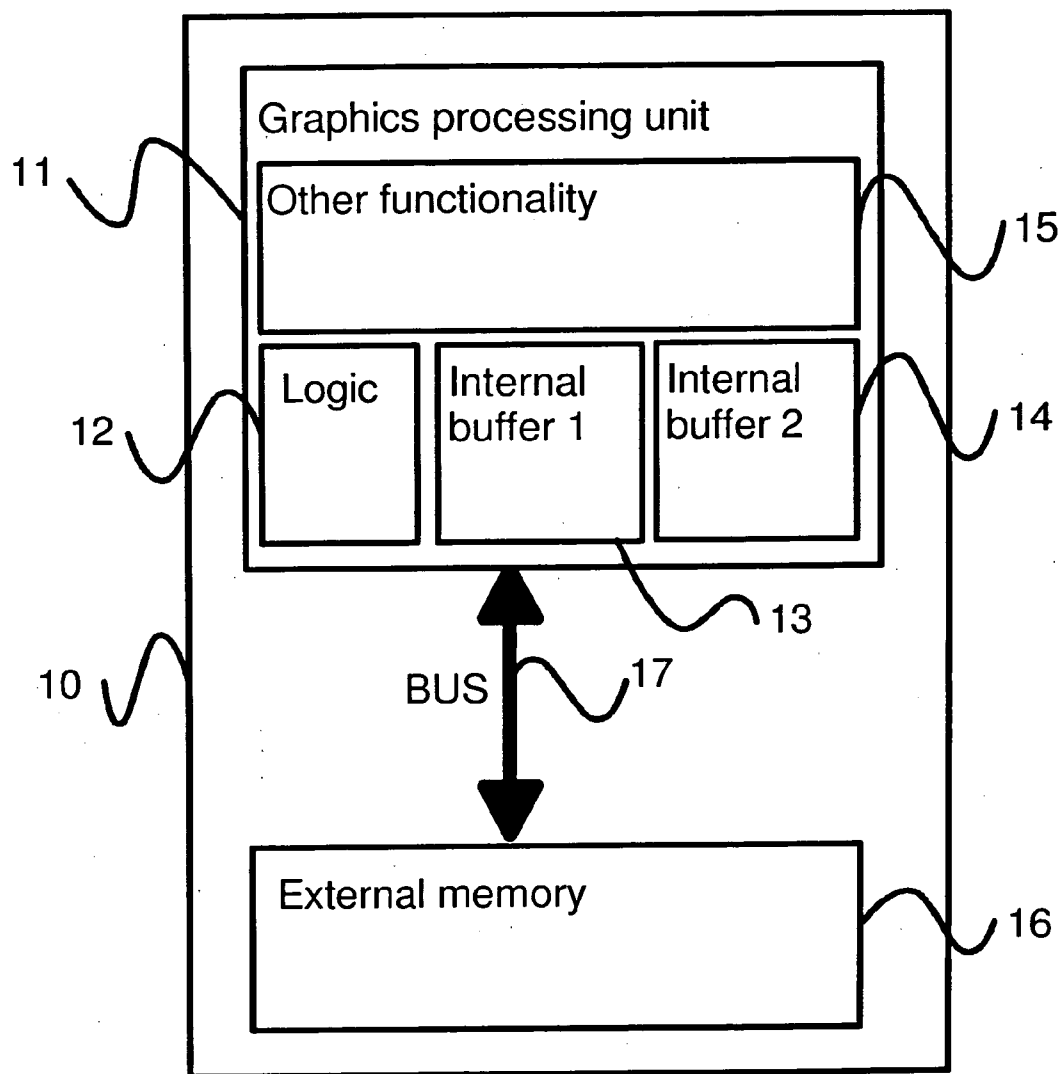 Graphics processing unit
11
Other functionality
15
Logic
Internal
buffer 1
Internal
buffer 2
12
14
13
10
BUS
17
External memory
16